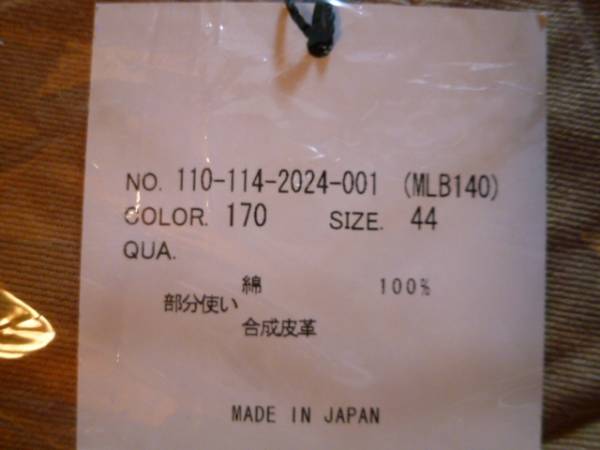 NO. 110-114-2024-001 (MLB140)
COLOR. 170 SIZE. 44
QUA.
綿 100%
部分使い
合成皮革
MADE IN JAPAN